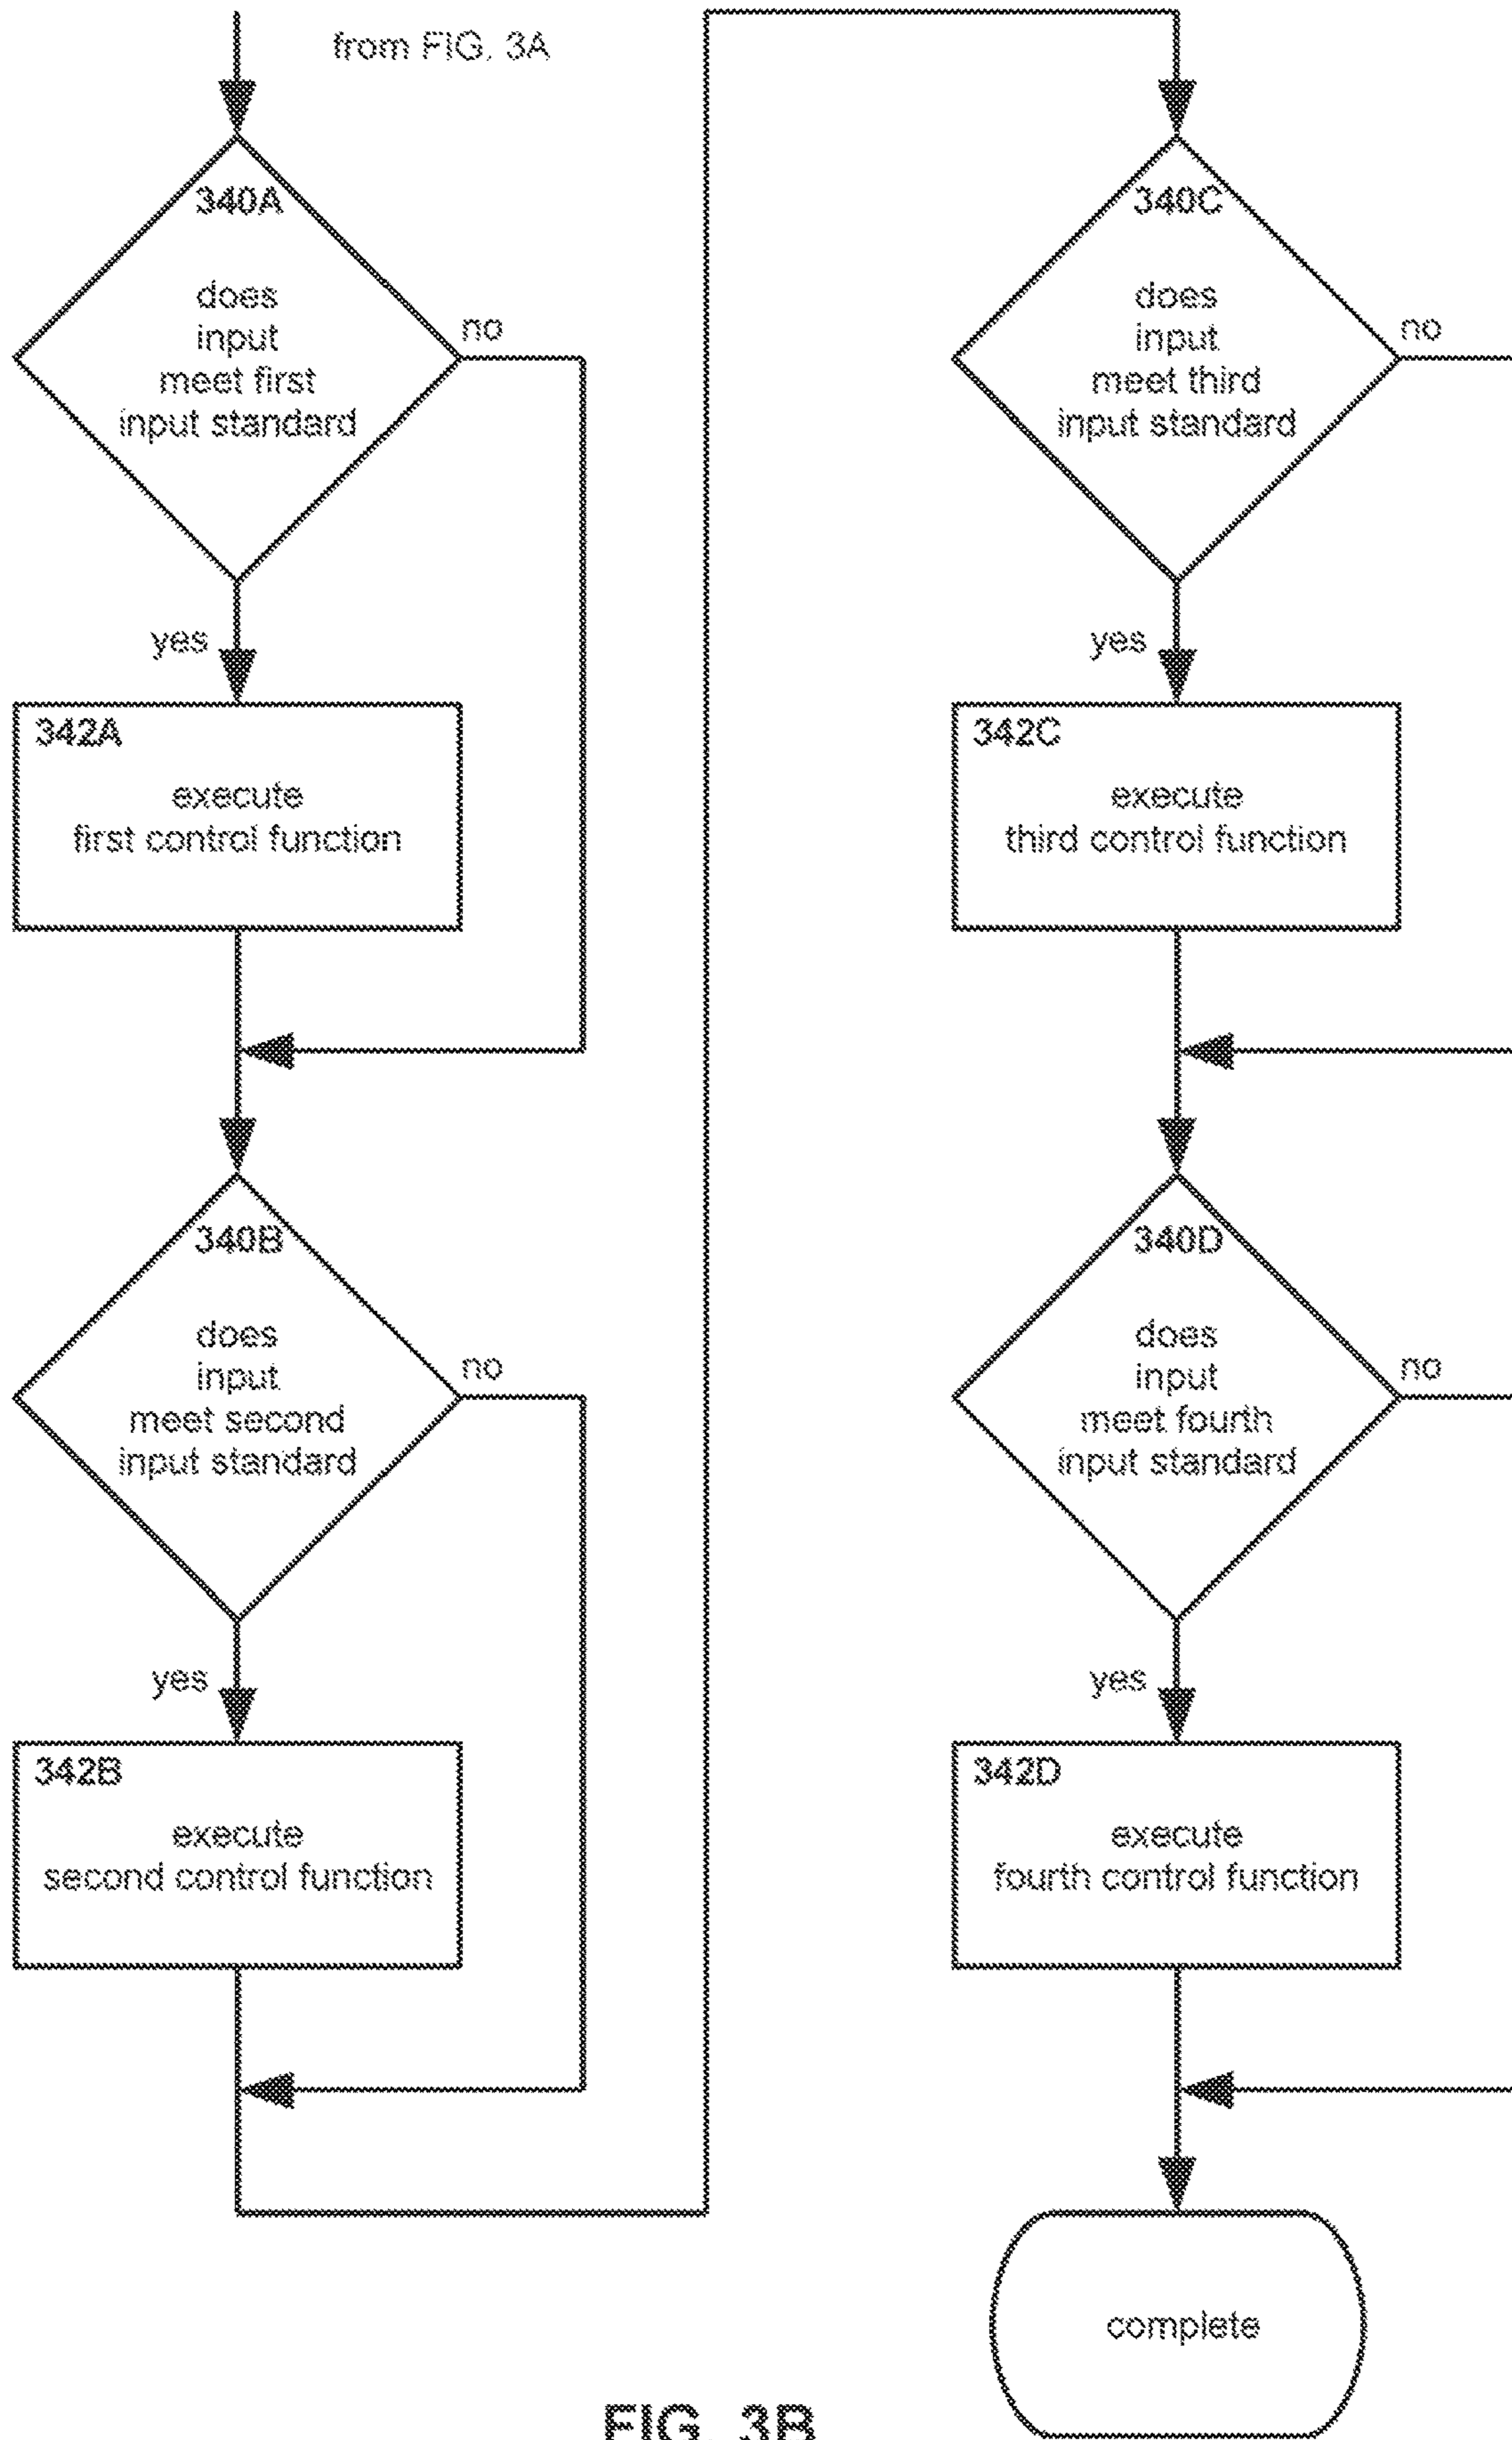 from FIG. 3A
340A
does
input
meet first
input standard
no
yes
342A
execute
first control function
340B
does
input
meet second
input standard
no
yes
342B
execute
second control function
340C
does
input
meet third
input standard
no
yes
342C
execute
third control function
340D
does
input
meet fourth
input standard
no
yes
342D
execute
fourth control function
complete
FIG. 3B